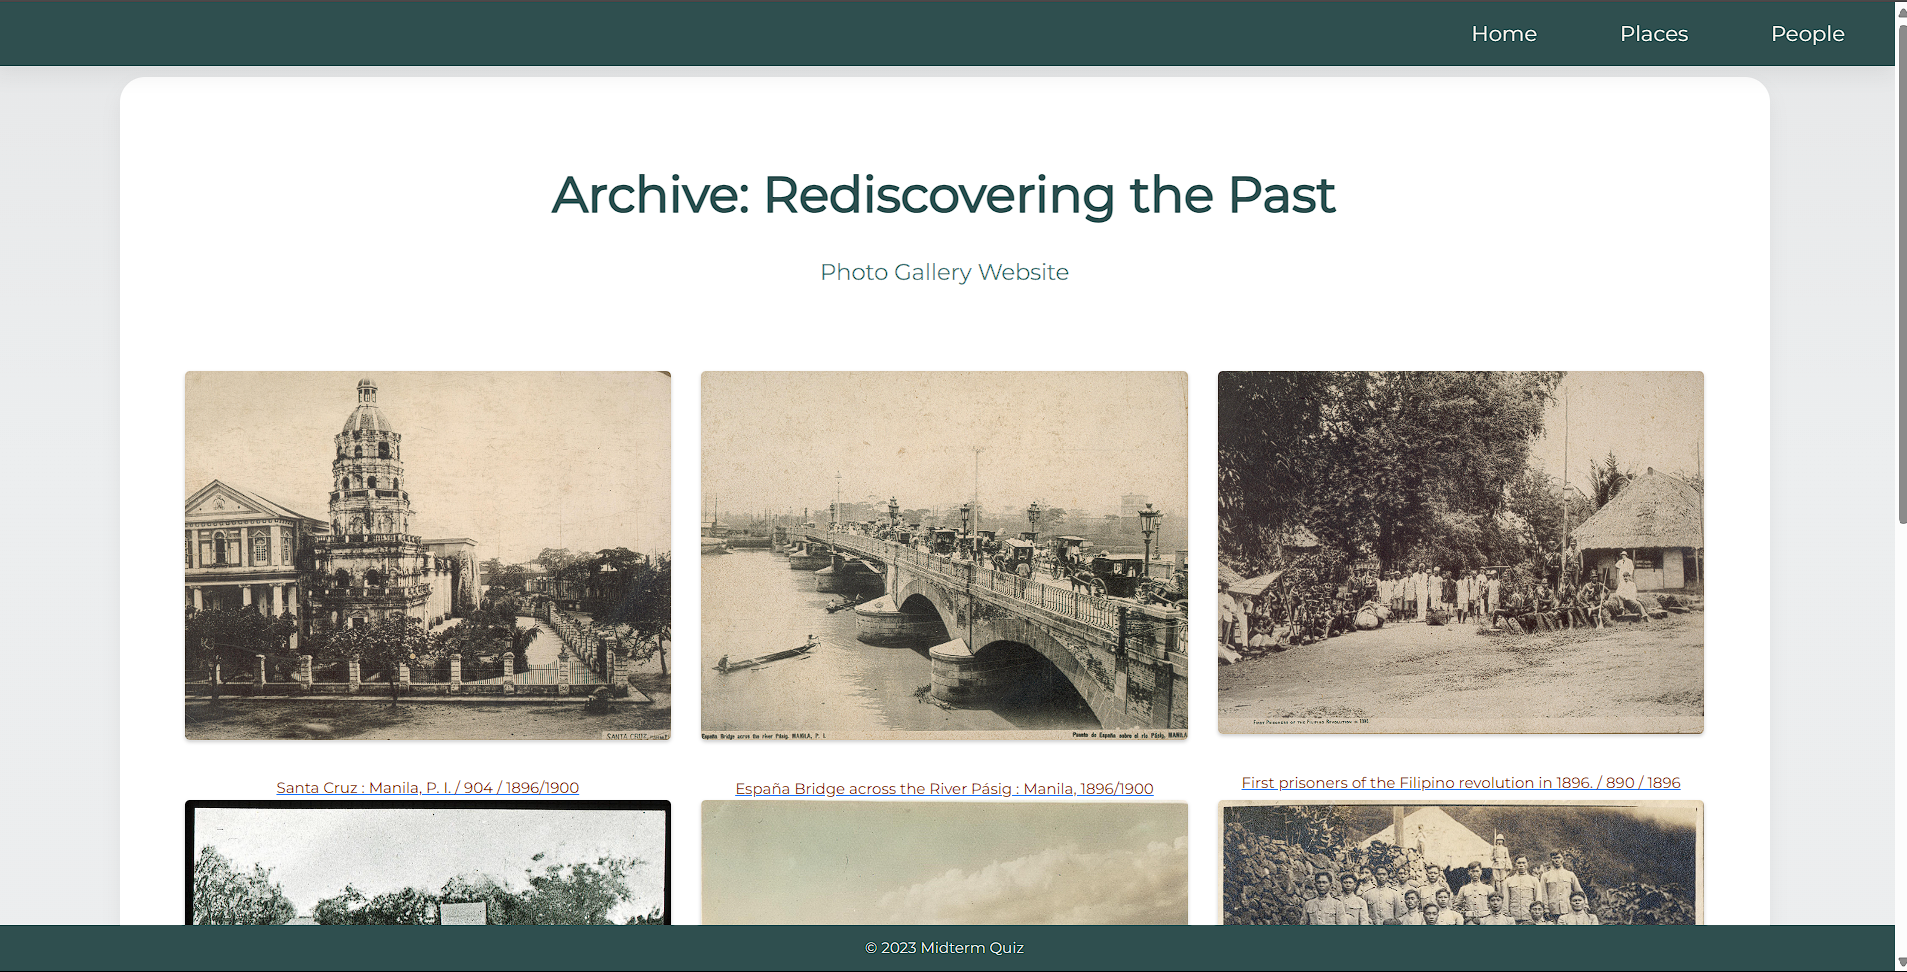 Home Places People
Archive: Rediscovering the Past
Photo Gallery Website
SANTA CRUZ
España Bridge across the river Pásig, MANILA, P. I.
Puente de España sobre el río Pásig, MANILA
FIRST PRISONERS OF THE FILIPINO REVOLUTION IN 1896
Santa Cruz : Manila, P. I. / 904 / 1896/1900
España Bridge across the River Pásig : Manila, 1896/1900
First prisoners of the Filipino revolution in 1896. / 890 / 1896
© 2023 Midterm Quiz